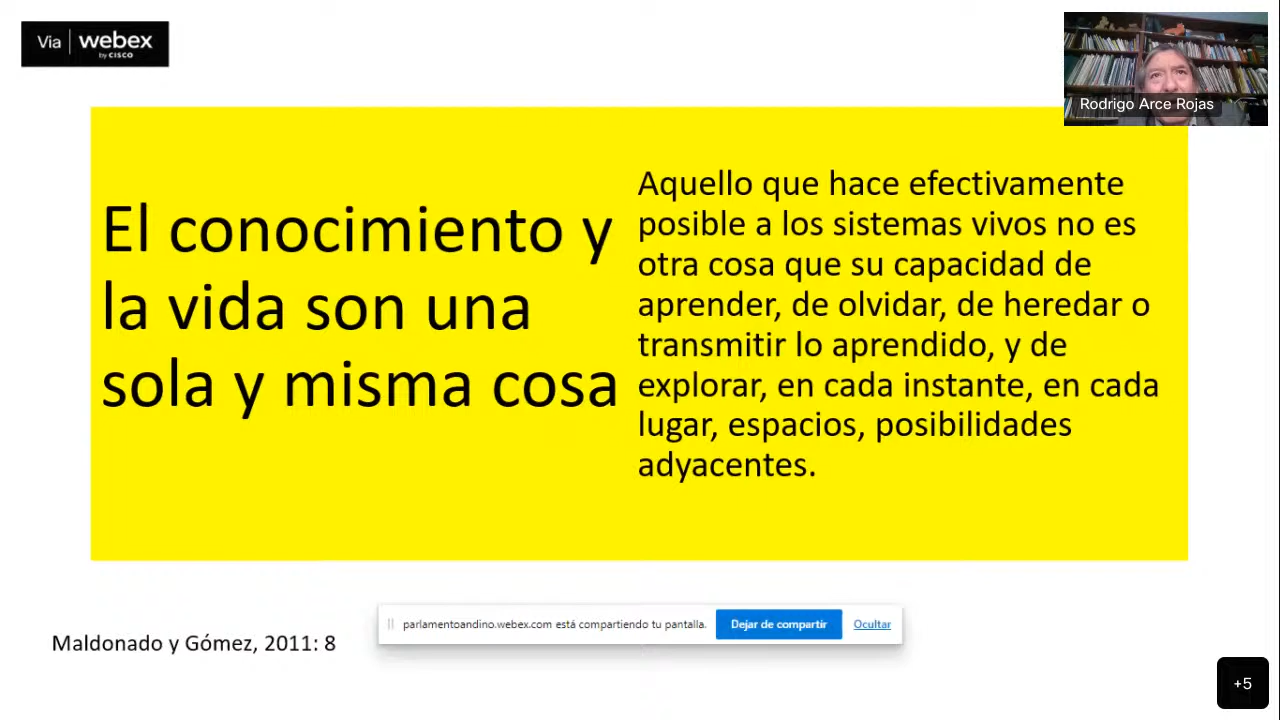 Via webex
by CISCO
Rodrigo Arce Rojas
El conocimiento y
la vida son una
sola y misma cosa
Aquello que hace efectivamente
posible a los sistemas vivos no es
otra cosa que su capacidad de
aprender, de olvidar, de heredar o
transmitir lo aprendido, y de
explorar, en cada instante, en cada
lugar, espacios, posibilidades
adyacentes.
parlamentoandino.webex.com está compartiendo tu pantalla.
Dejar de compartir
Ocultar
Maldonado y Gómez, 2011: 8
+5